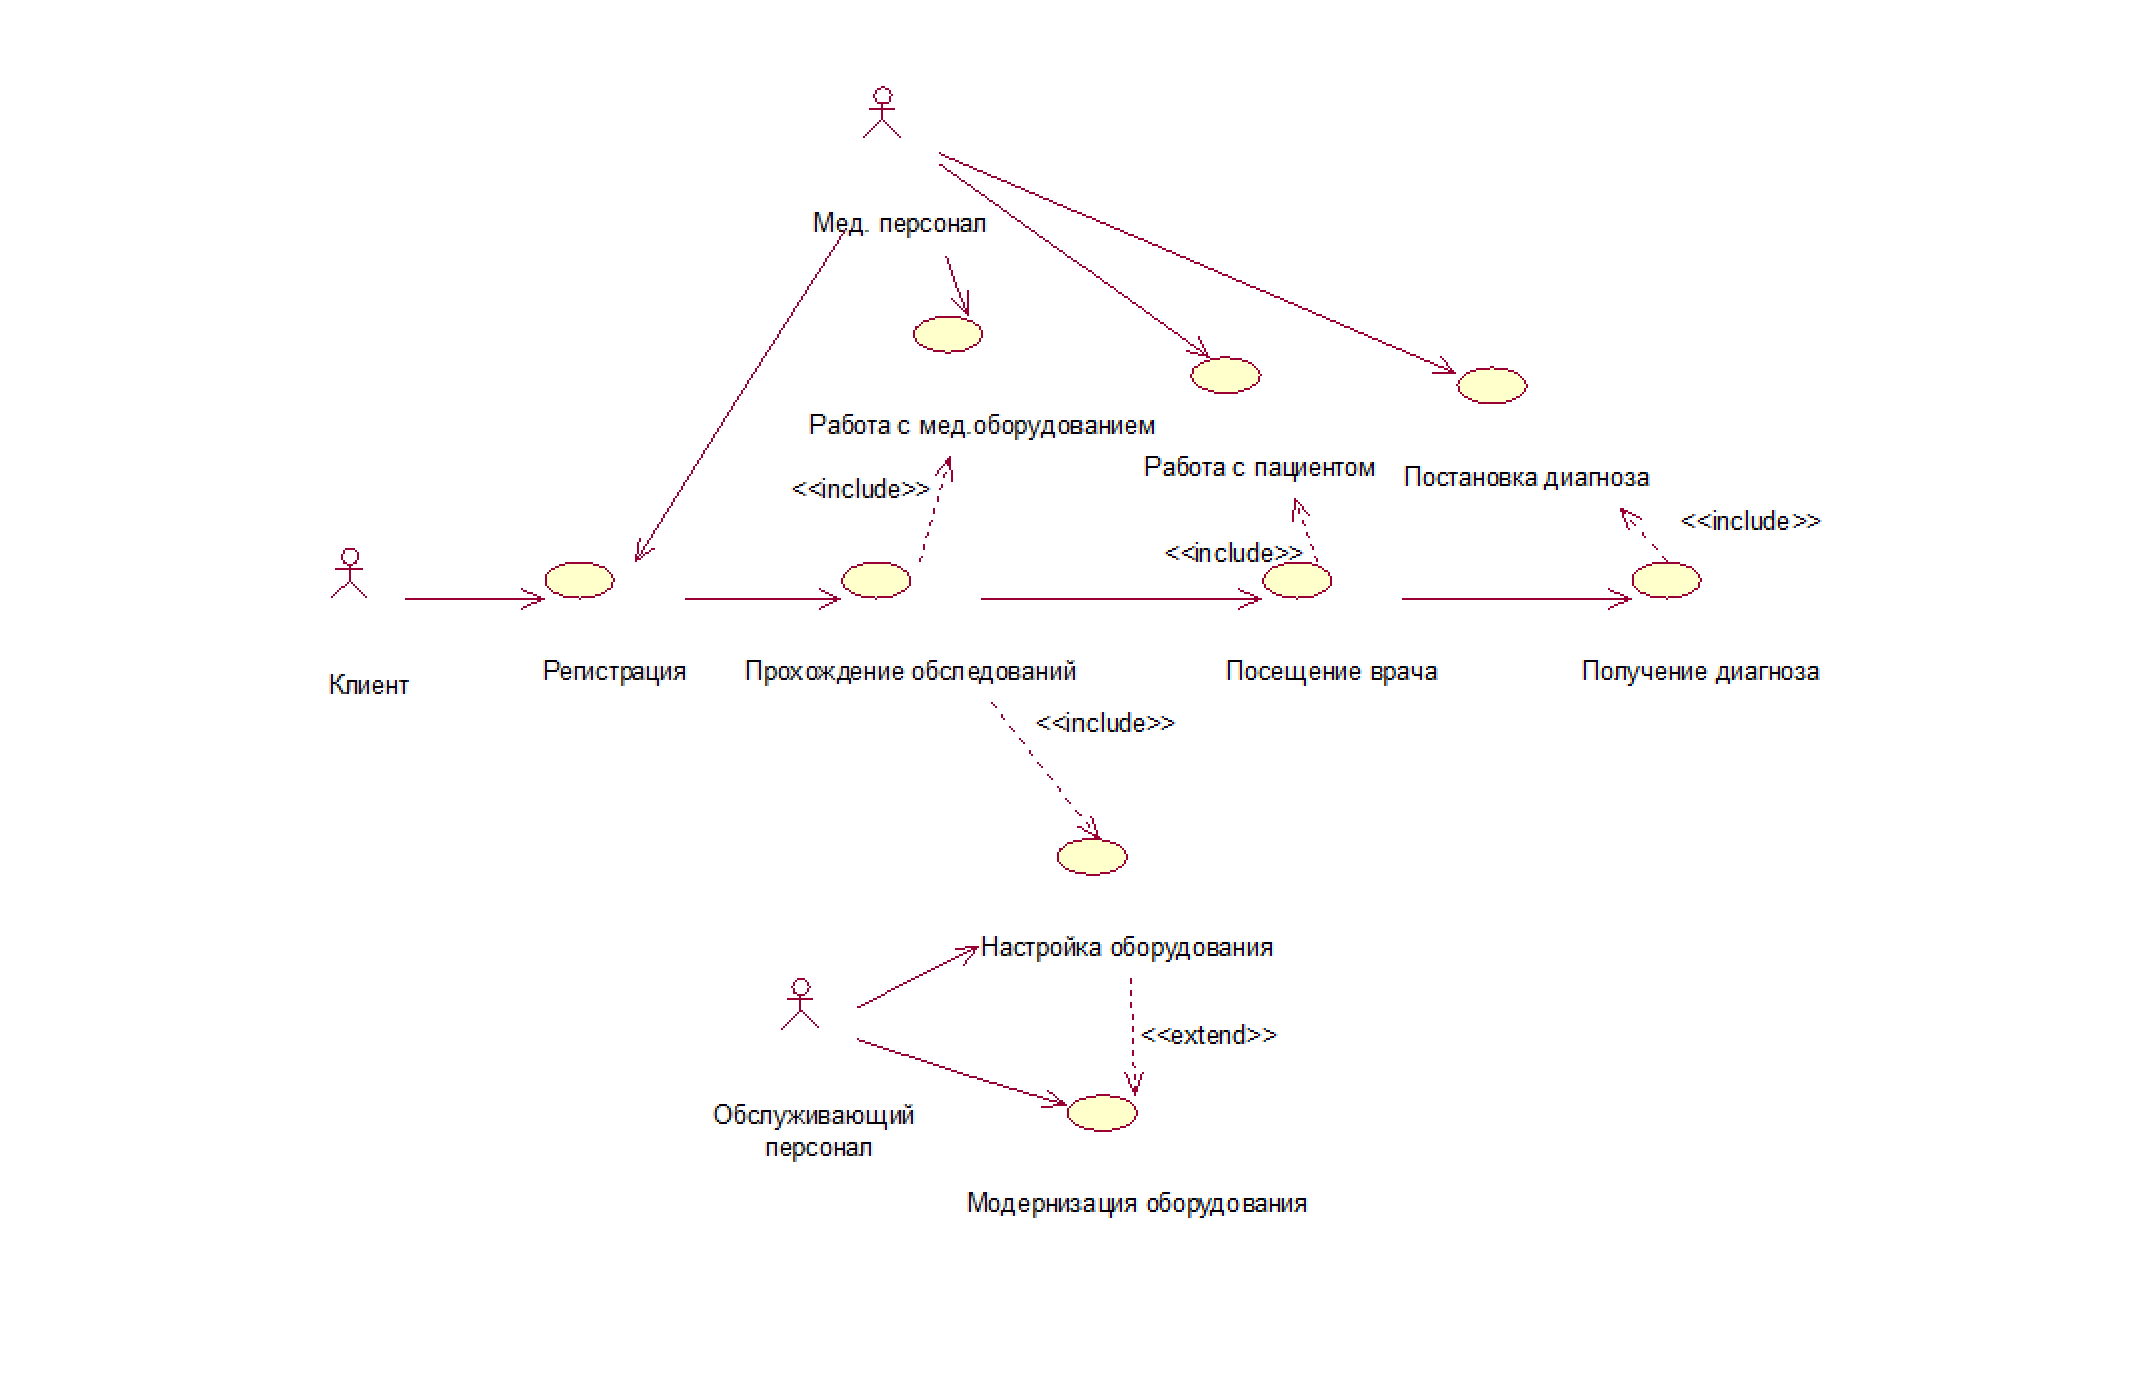 Мед. персонал
Работа с мед.оборудованием
Работа с пациентом
Постановка диагноза
<<include>>
<<include>>
<<include>>
Клиент
Регистрация
Прохождение обследований
Посещение врача
Получение диагноза
<<include>>
Настройка оборудования
<<extend>>
Обслуживающий
персонал
Модернизация оборудования